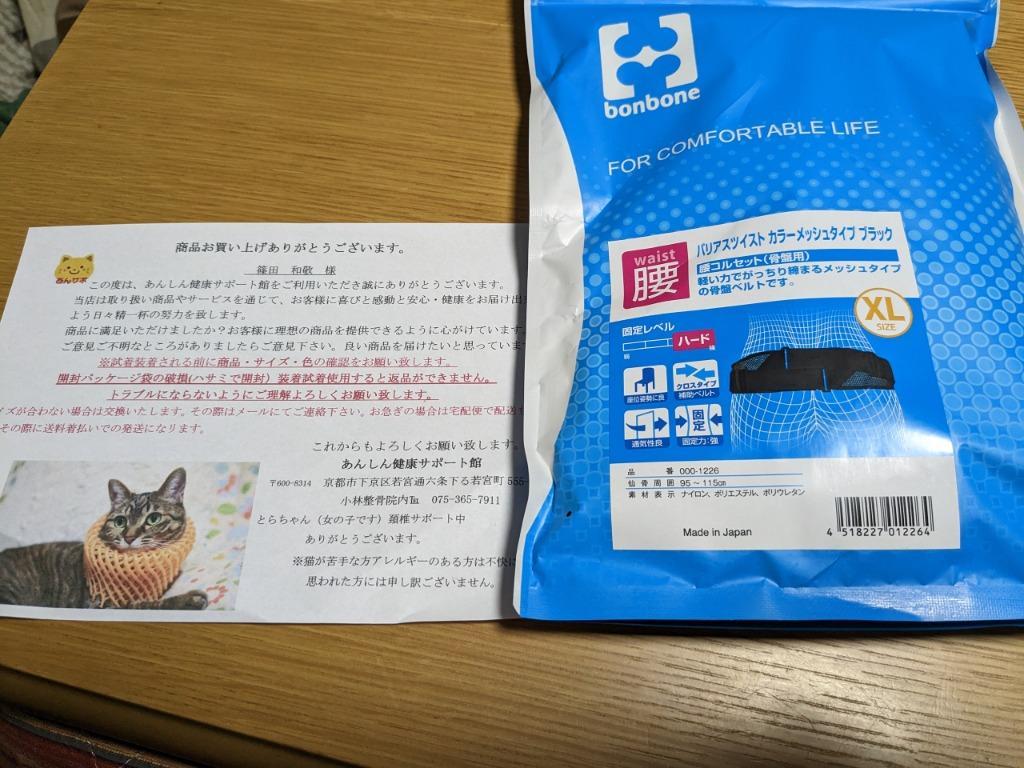 商品お買い上げありがとうございます。
篠田 和敬 様
あんサポ
この度は、あんしん健康サポート館をご利用いただき誠にありがとうございます。
当店は取り扱い商品やサービスを通じて、お客様に喜びと感動と安心・健康をお届け出
よう日々精一杯の努力を致します。
商品に満足いただけましたか？お客様に理想の商品を提供できるように心がけています。
ご意見ご不明なところがありましたらご意見下さい。良い商品を届けたいと思ってい
※試着装着される前に商品・サイズ・色の確認をお願い致します。
開封パッケージ袋の破損(ハサミで開封）装着試着使用すると返品ができません。
トラブルにならないようにご理解よろしくお願い致します。
イズが合わない場合は交換いたします。その際はメールにてご連絡下さい。お急ぎの場合は宅配便で配送
その際に送料着払いでの発送になります。
これからもよろしくお願い致します。
あんしん健康サポート館
〒600-8314 京都市下京区若宮通六条下る若宮町 555-
小林整骨院内℡ 075-365-7911
とらちゃん（女の子です）頚椎サポート中
ありがとうございます。
※猫が苦手な方アレルギーのある方は不快に
思われた方には申し訳ございません。
bonbone
FOR COMFORTABLE LIFE
waist
腰
バリアスツイスト カラーメッシュタイプ ブラック
腰コルセット(骨盤用)
軽い力でがっちり締まるメッシュタイプ
の骨盤ベルトです。
XL
SIZE
固定レベル
ハード
弱
強
座位姿勢に良
クロスタイプ
補助ベルト
通気性良
固定
固定力:強
品番 000-1226
仙骨周囲 95～115cm
素材表示 ナイロン、ポリエステル、ポリウレタン
Made in Japan
4 518227 012264